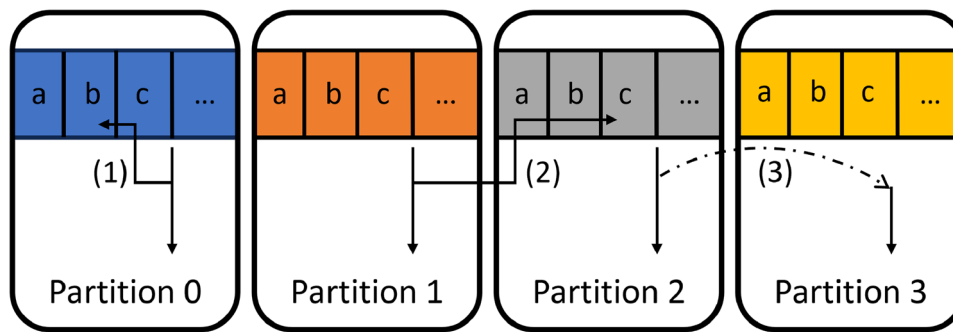 a b c ... a b c ... a b c ... a b c ...
(1) (2) (3)
Partition 0 Partition 1 Partition 2 Partition 3